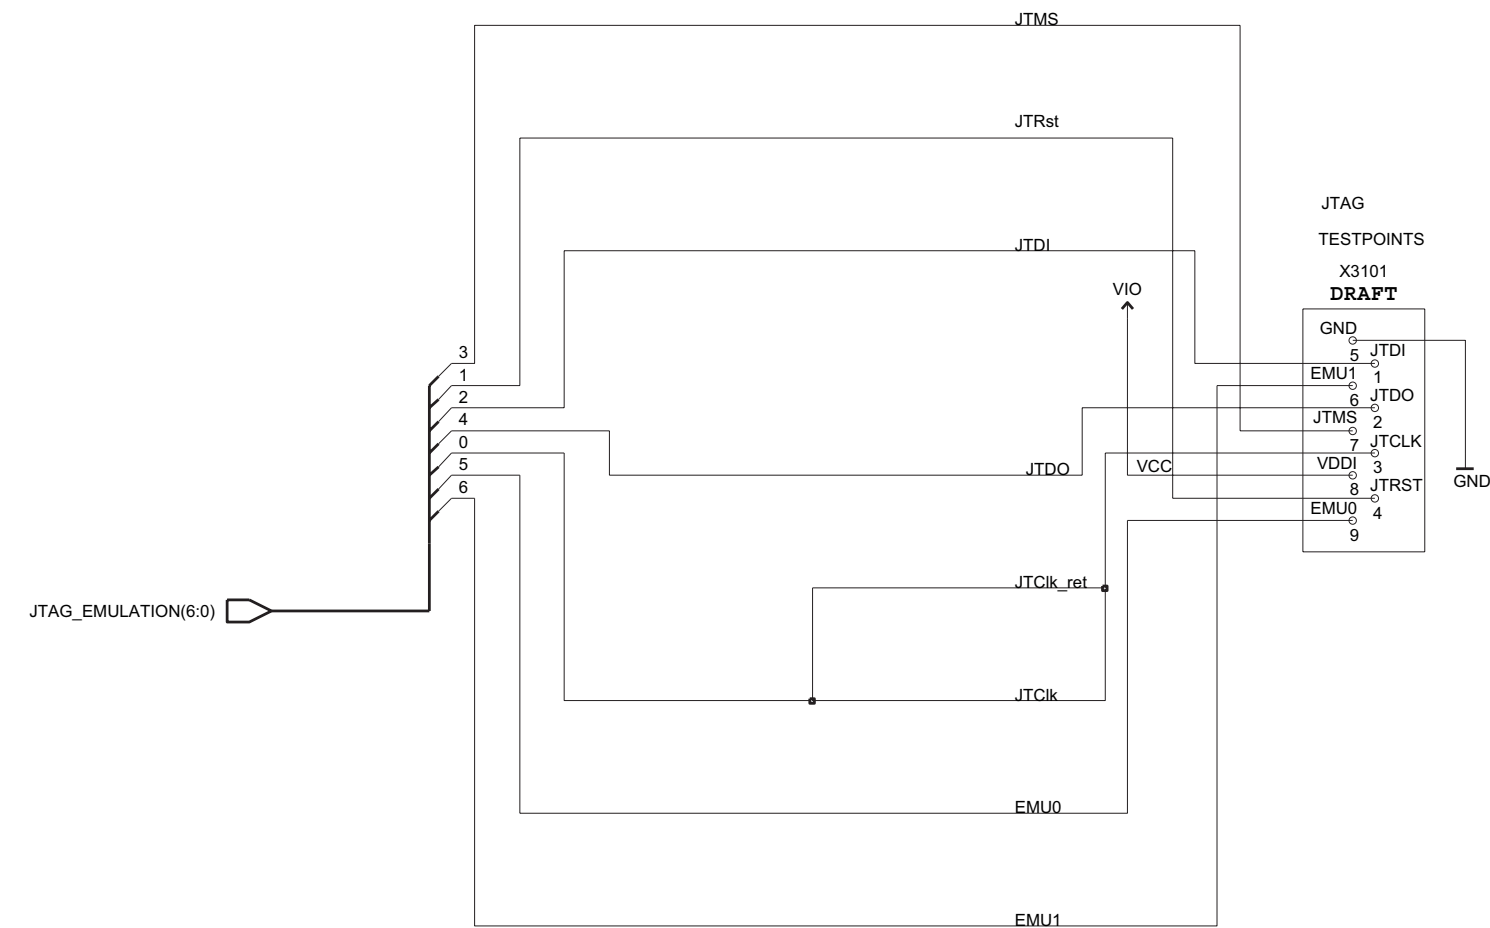 JTMS
JTRst
JTAG
TESTPOINTS
JTDI
X3101
VIO
DRAFT
GND
3
5 JTDI
1
EMU1 1
2
6 JTDO
4
JTMS 2
0
7 JTCLK
5
JTDO
VCC
VDDI 3
GND
6
8 JTRST
EMU0 4
9
JTClk_ret
JTAG_EMULATION(6:0)
JTClk
EMU0
EMU1